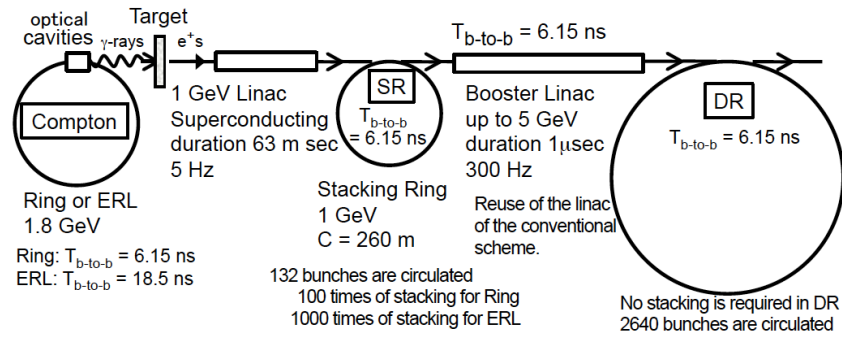 optical
cavities
γ-rays
Target
e⁺s
Compton
Ring or ERL
1.8 GeV
Ring: T_b-to-b = 6.15 ns
ERL: T_b-to-b = 18.5 ns
1 GeV Linac
Superconducting
duration 63 m sec
5 Hz
SR
T_b-to-b
= 6.15 ns
Stacking Ring
1 GeV
C = 260 m
132 bunches are circulated
100 times of stacking for Ring
1000 times of stacking for ERL
T_b-to-b = 6.15 ns
Booster Linac
up to 5 GeV
duration 1μsec
300 Hz
Reuse of the linac
of the conventional
scheme.
DR
T_b-to-b = 6.15 ns
No stacking is required in DR
2640 bunches are circulated